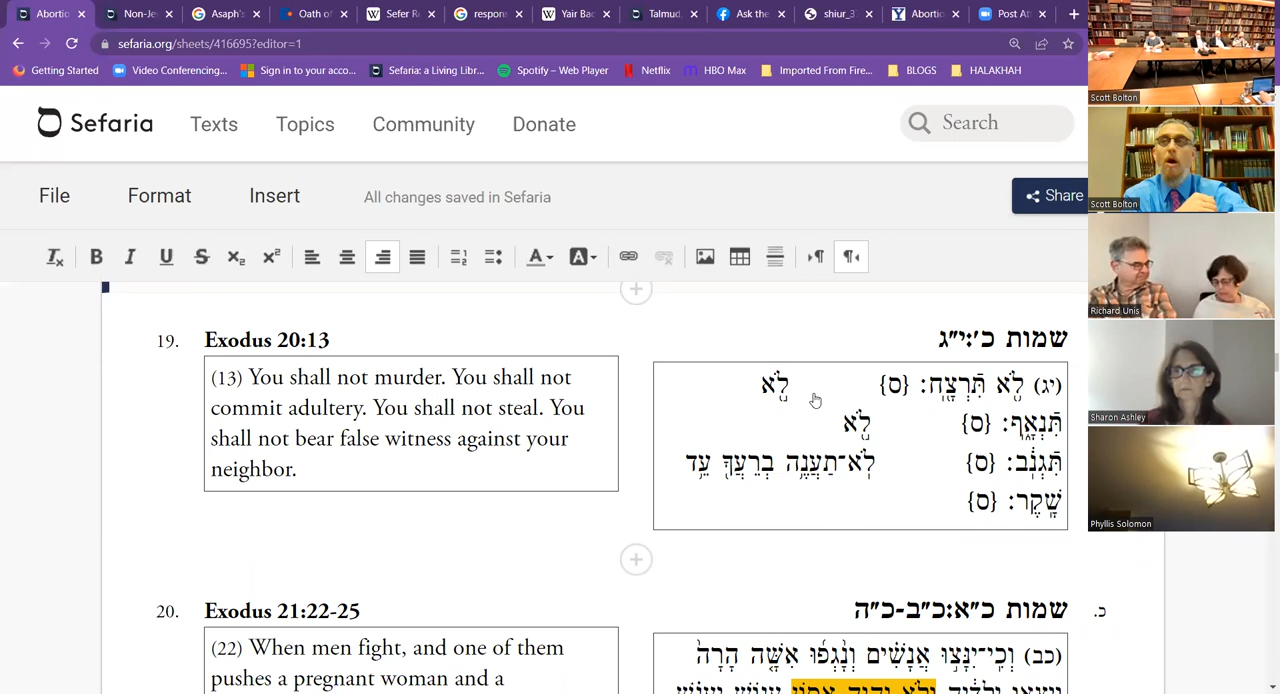 Abortio
Non-Je
Asaph's
Oath of
Sefer Re
respons
Yair Bac
Talmud,
Ask the
shiur_3
Abortio
Post At
sefaria.org/sheets/416695?editor=1
Getting Started
Video Conferencing...
Sign in to your acco...
Sefaria: a Living Libr...
Spotify – Web Player
Netflix
HBO Max
Imported From Fire...
BLOGS
HALAKHAH
Sefaria Texts Topics Community Donate Search
File Format Insert All changes saved in Sefaria Share
19. Exodus 20:13
(13) You shall not murder. You shall not
commit adultery. You shall not steal. You
shall not bear false witness against your
neighbor.
שמות כ׳:י״ג
(יג) לֹ֥א תִּֿרְצָ֖ח׃ {ס} לֹ֣א
תִּֿנְאָ֑ף׃ {ס} לֹ֣א
תִּֿגְנֹֽ֔ב׃ {ס} לֹֽא־תַעֲנֶ֥ה בְרֵעֲךָ֖ עֵ֥ד
שָֽׁקֶר׃ {ס}
20. Exodus 21:22-25
(22) When men fight, and one of them
pushes a pregnant woman and a
שמות כ״א:כ״ב-כ״ה
כ.
(כב) וְכִֽי־יִנָּצ֣וּ אֲנָשִׁ֗ים וְנָ֨גְפ֜וּ אִשָּׁ֤ה הָרָה֙
Scott Bolton
Scott Bolton
Richard Unis
Sharon Ashley
Phyllis Solomon